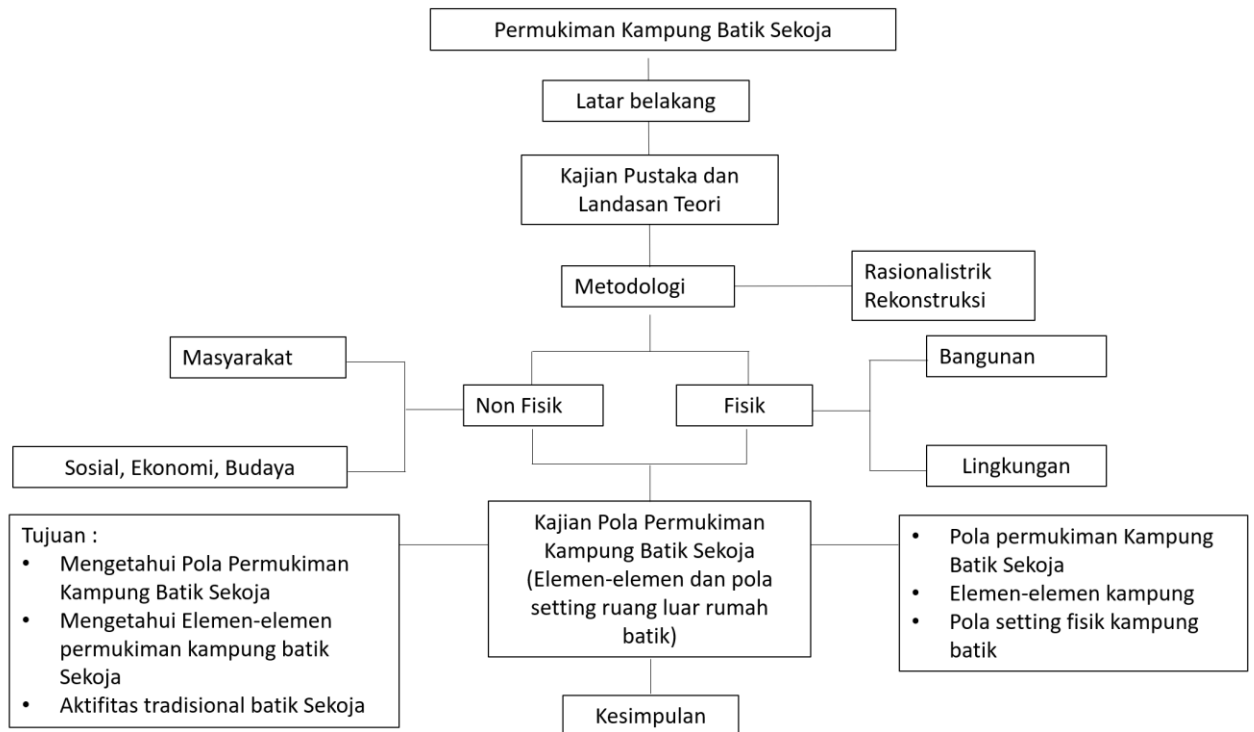 Permukiman Kampung Batik Sekoja
Latar belakang
Kajian Pustaka dan
Landasan Teori
Metodologi
Rasionalistrik
Rekonstruksi
Masyarakat
Bangunan
Non Fisik
Fisik
Sosial, Ekonomi, Budaya
Lingkungan
Tujuan :
• Mengetahui Pola Permukiman
Kampung Batik Sekoja
• Mengetahui Elemen-elemen
permukiman kampung batik
Sekoja
• Aktifitas tradisional batik Sekoja
Kajian Pola Permukiman
Kampung Batik Sekoja
(Elemen-elemen dan pola
setting ruang luar rumah
batik)
• Pola permukiman Kampung
Batik Sekoja
• Elemen-elemen kampung
• Pola setting fisik kampung
batik
Kesimpulan